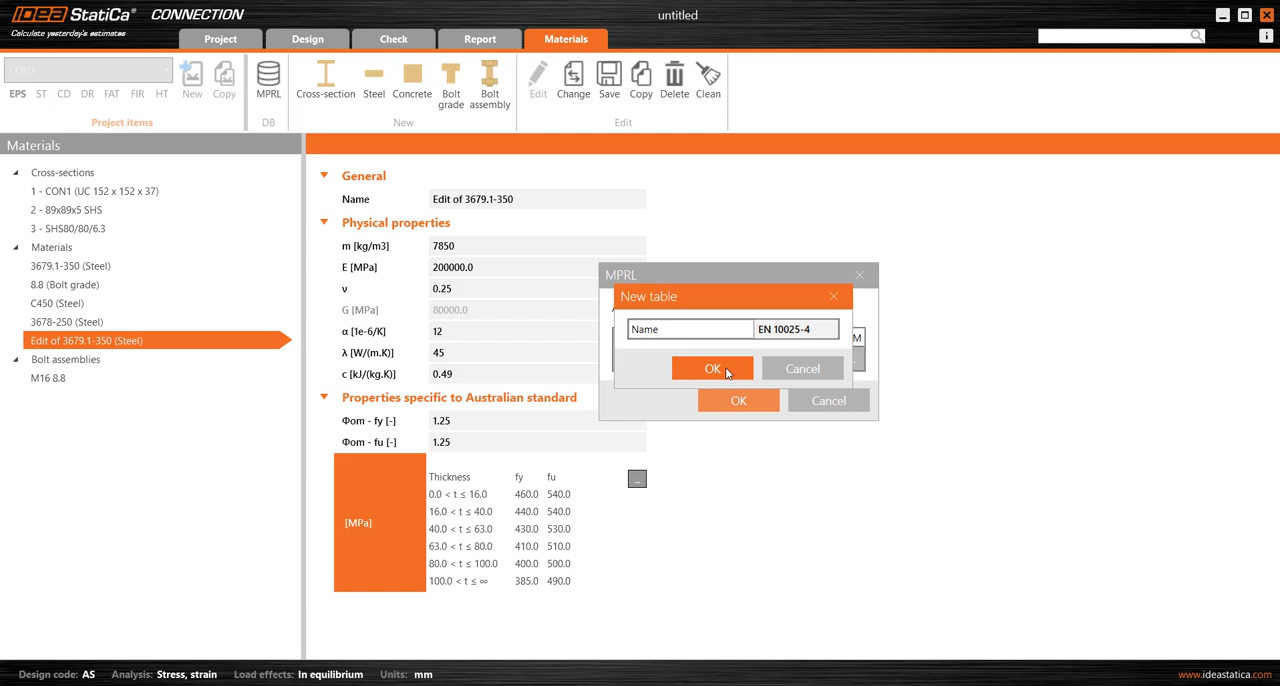 IDEA StatiCa® CONNECTION
Calculate yesterday's estimates
untitled
i
Project Design Check Report Materials
CON1
EPS ST CD DR FAT FIR HT
New Copy
Project items
MPRL
DB
Cross-section Steel Concrete Bolt grade Bolt assembly
New
Edit Change Save Copy Delete Clean
Edit
Materials
Cross-sections
1 - CON1 (UC 152 x 152 x 37)
2 - 89x89x5 SHS
3 - SHS80/80/6.3
Materials
3679.1-350 (Steel)
8.8 (Bolt grade)
C450 (Steel)
3678-250 (Steel)
Edit of 3679.1-350 (Steel)
Bolt assemblies
M16 8.8
General
Name Edit of 3679.1-350
Physical properties
m [kg/m3] 7850
E [MPa] 200000.0
ν 0.25
G [MPa] 80000.0
α [1e-6/K] 12
λ [W/(m.K)] 45
c [kJ/(kg.K)] 0.49
Properties specific to Australian standard
Φom - fy [-] 1.25
Φom - fu [-] 1.25
[MPa]
Thickness fy fu
0.0 < t ≤ 16.0 460.0 540.0
16.0 < t ≤ 40.0 440.0 540.0
40.0 < t ≤ 63.0 430.0 530.0
63.0 < t ≤ 80.0 410.0 510.0
80.0 < t ≤ 100.0 400.0 500.0
100.0 < t ≤ ∞ 385.0 490.0
...
MPRL
New table
Name EN 10025-4
M
OK Cancel
OK Cancel
Design code: AS Analysis: Stress, strain Load effects: In equilibrium Units: mm
www.ideastatica.com